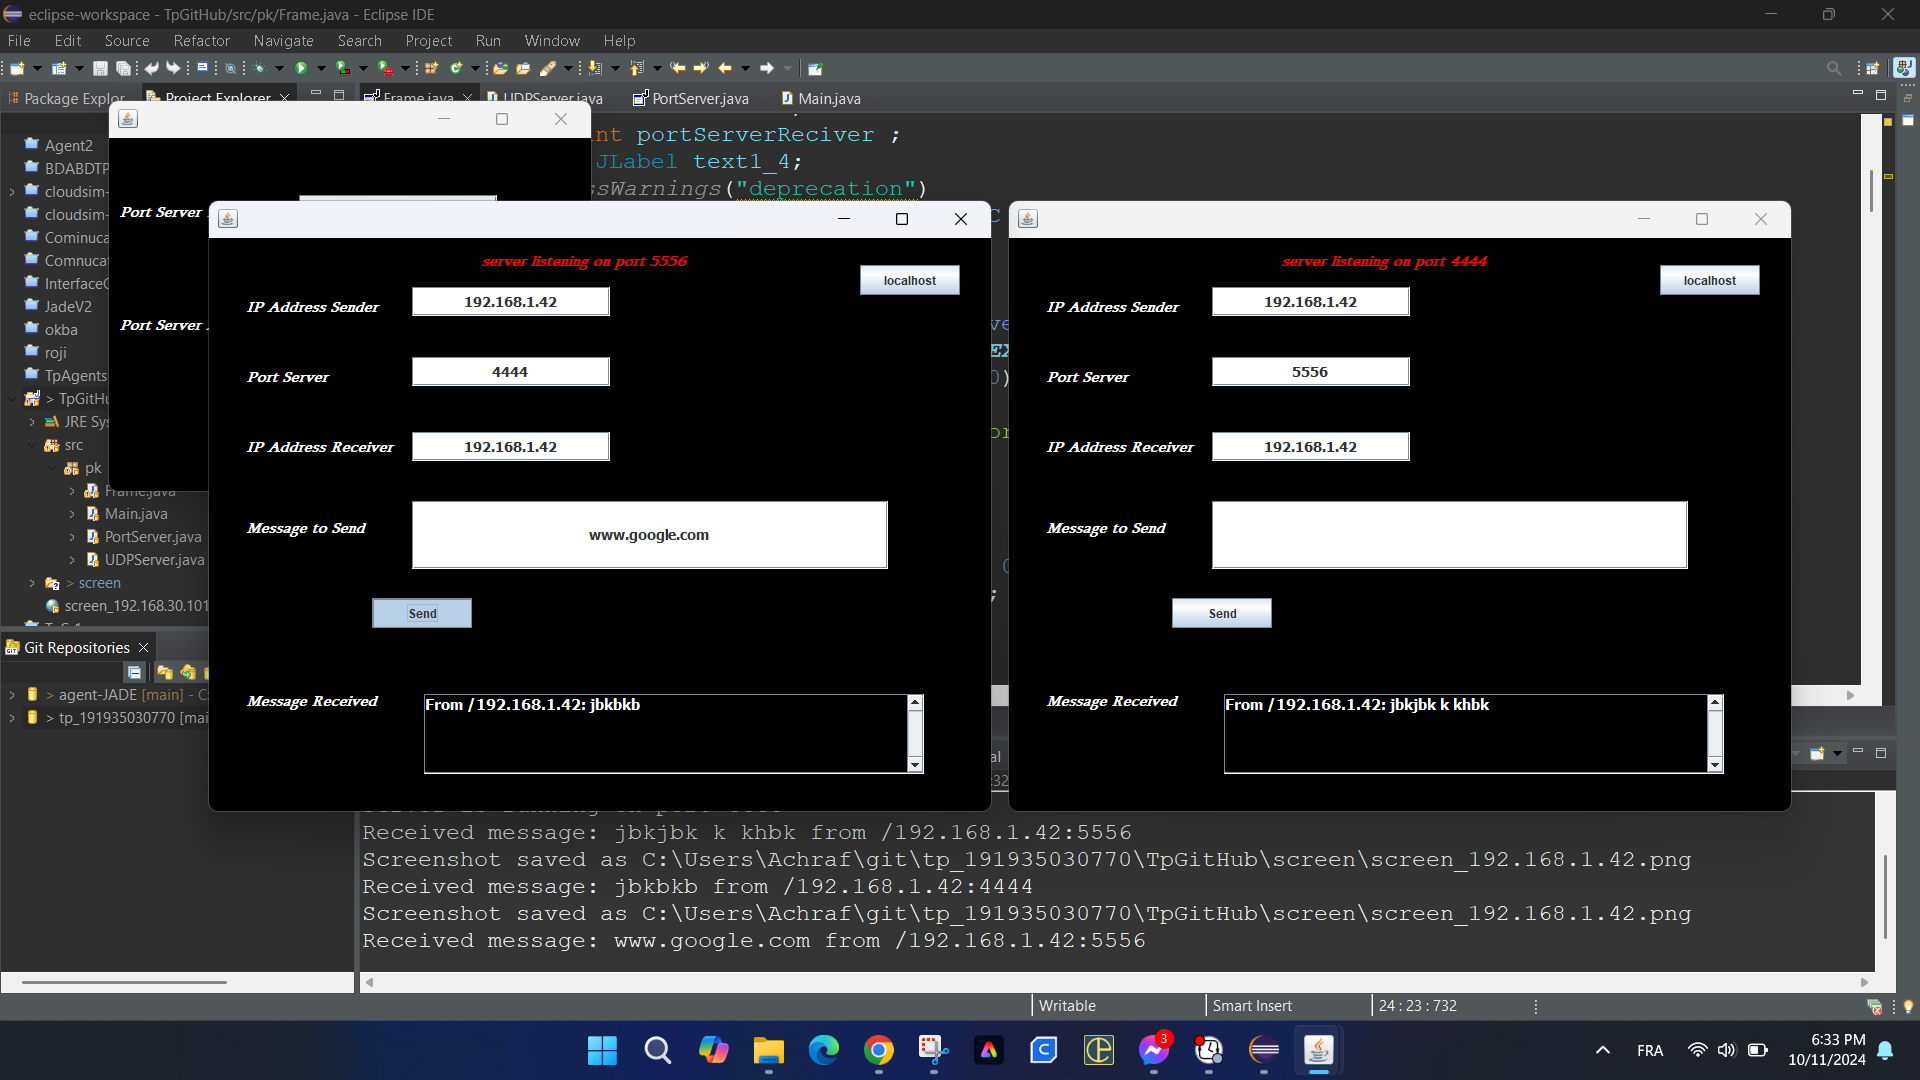 eclipse-workspace - TpGitHub/src/pk/Frame.java - Eclipse IDE
File Edit Source Refactor Navigate Search Project Run Window Help
Package Explor Project Explorer Frame.java UDPServer.java PortServer.java Main.java
nt portServerReciver ;
JLabel text1_4;
ssWarnings("deprecation")
Agent2
BDABDTP
cloudsim-
cloudsim-
Cominuca
Comnucat
InterfaceG
JadeV2
okba
roji
TpAgents
> TpGitHu
JRE Sys
src
pk
Frame.java
Main.java
PortServer.java
UDPServer.java
> screen
screen_192.168.30.101
Port Server
Port Server
server listening on port 5556
localhost
IP Address Sender 192.168.1.42
Port Server 4444
IP Address Receiver 192.168.1.42
Message to Send www.google.com
Send
Message Received From /192.168.1.42: jbkbkb
server listening on port 4444
localhost
IP Address Sender 192.168.1.42
Port Server 5556
IP Address Receiver 192.168.1.42
Message to Send
Send
Message Received From /192.168.1.42: jbkjbk k khbk
Git Repositories
> agent-JADE [main] - C:
> tp_191935030770 [mai
Received message: jbkjbk k khbk from /192.168.1.42:5556
Screenshot saved as C:\Users\Achraf\git\tp_191935030770\TpGitHub\screen\screen_192.168.1.42.png
Received message: jbkbkb from /192.168.1.42:4444
Screenshot saved as C:\Users\Achraf\git\tp_191935030770\TpGitHub\screen\screen_192.168.1.42.png
Received message: www.google.com from /192.168.1.42:5556
Writable Smart Insert 24 : 23 : 732
3
FRA
6:33 PM
10/11/2024